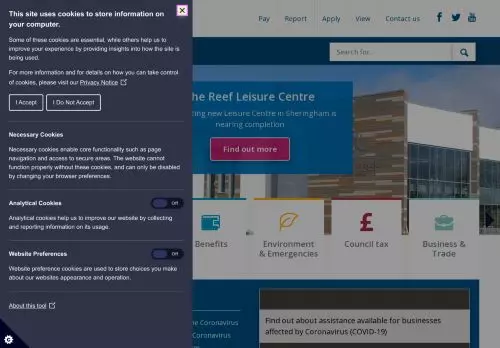 This site uses cookies to store information on
your computer.
Some of these cookies are essential, while others help us to
improve your experience by providing insights into how the site is
being used.
For more information and for details on how you can take control
of cookies, please visit our Privacy Notice
I Accept
I Do Not Accept
Necessary Cookies
Necessary cookies enable core functionality such as page
navigation and access to secure areas. The website cannot
function properly without these cookies, and can only be disabled
by changing your browser preferences.
Analytical Cookies
Off
Analytical cookies help us to improve our website by collecting
and reporting information on its usage.
Website Preferences
Off
Website preference cookies are used to store choices you make
about our websites appearance and operation.
About this tool
Pay
Report
Apply
View
Contact us
Search for...
he Reef Leisure Centre
ting new Leisure Centre in Sheringham is
nearing completion
Find out more
Benefits
Environment
& Emergencies
Council tax
Business &
Trade
he Coronavirus
Coronavirus
Find out about assistance available for businesses
affected by Coronavirus (COVID-19)